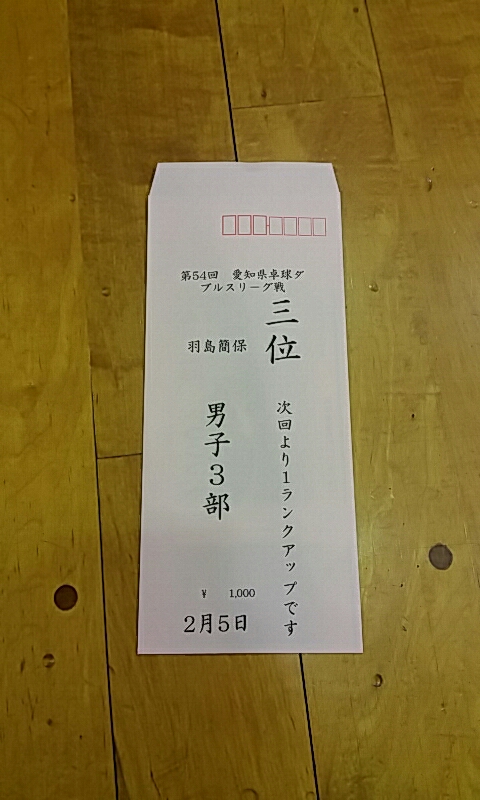 第54回　愛知県卓球ダ
ブルスリーグ戦
三位
羽島簡保
次回より１ランクアップです
男子３部
¥　1,000
２月５日